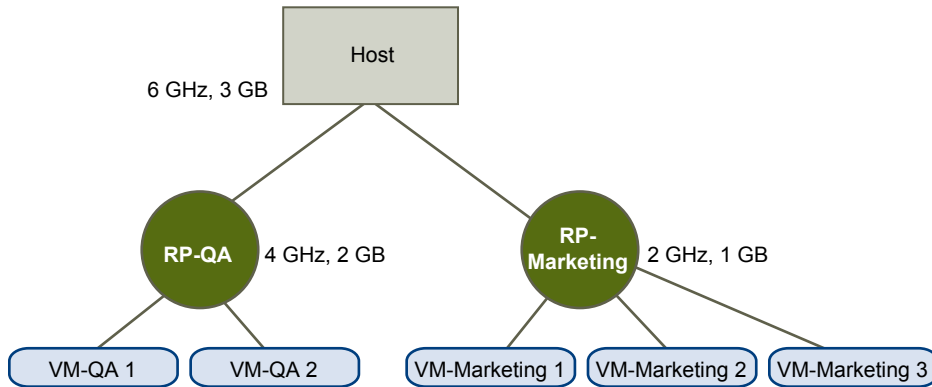 Host
6 GHz, 3 GB
RP-QA
4 GHz, 2 GB
RP-
Marketing
2 GHz, 1 GB
VM-QA 1
VM-QA 2
VM-Marketing 1
VM-Marketing 2
VM-Marketing 3